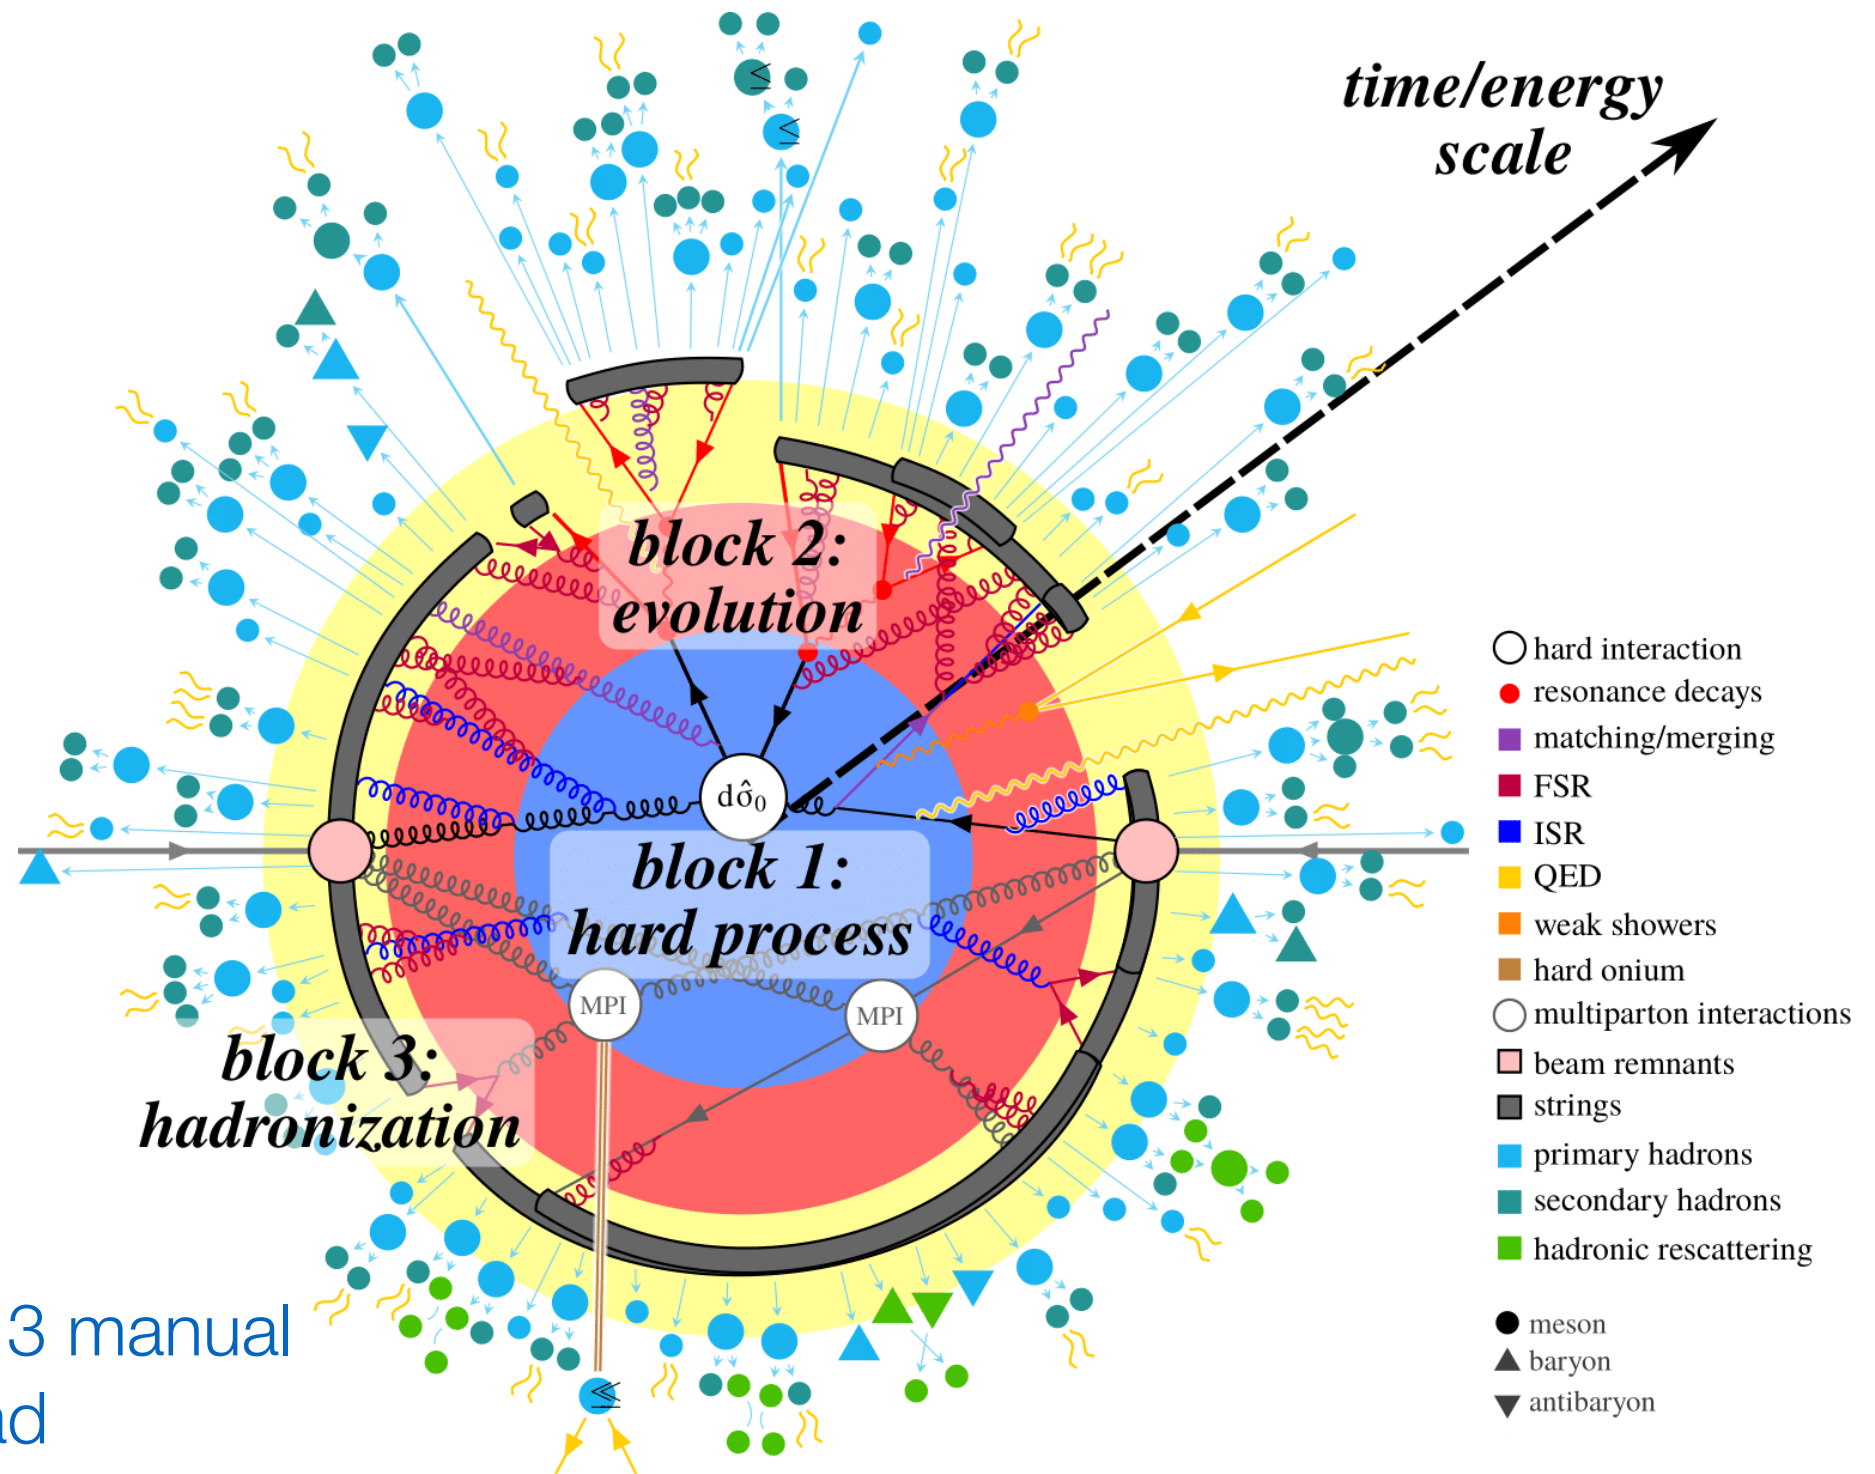 time/energy
scale
block 2:
evolution
dσ̂₀
block 1:
hard process
MPI
MPI
block 3:
hadronization
hard interaction
resonance decays
matching/merging
FSR
ISR
QED
weak showers
hard onium
multiparton interactions
beam remnants
strings
primary hadrons
secondary hadrons
hadronic rescattering
meson
baryon
antibaryon
3 manual
≤
≤
≤